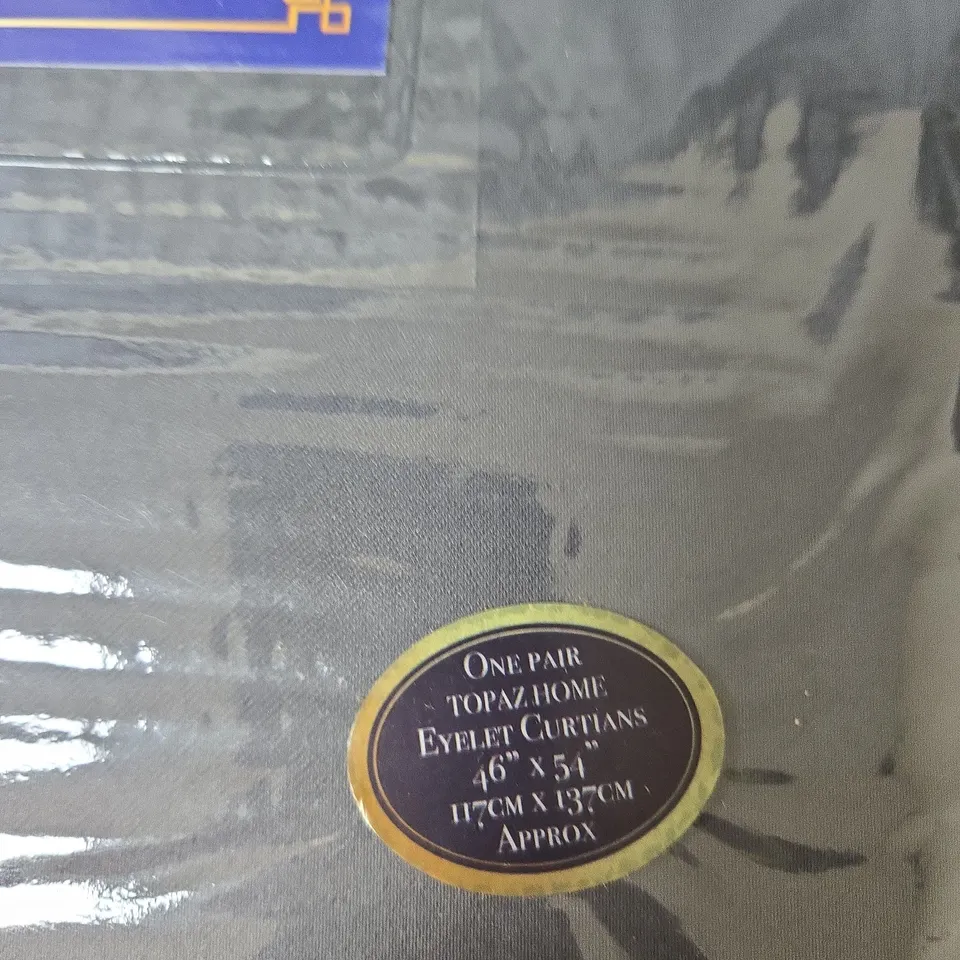 ONE PAIR
TOPAZ HOME
EYELET CURTIANS
46" X 54"
117CM X 137CM
APPROX